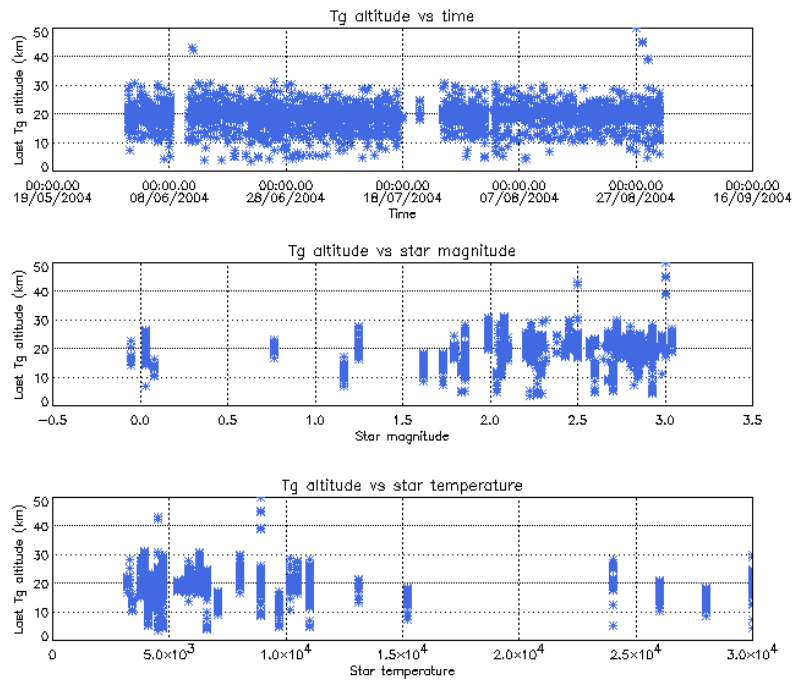 Tg altitude vs time
Last Tg altitude (km)
50
40
30
20
10
0
00:00:00 00:00:00 00:00:00 00:00:00 00:00:00 00:00:00 00:00:00
19/05/2004 08/06/2004 28/06/2004 18/07/2004 07/08/2004 27/08/2004 16/09/2004
Time
Tg altitude vs star magnitude
Last Tg altitude (km)
50
40
30
20
10
0
-0.5 0.0 0.5 1.0 1.5 2.0 2.5 3.0 3.5
Star magnitude
Tg altitude vs star temperature
Last Tg altitude (km)
50
40
30
20
10
0
0 5.0×10³ 1.0×10⁴ 1.5×10⁴ 2.0×10⁴ 2.5×10⁴ 3.0×10⁴
Star temperature